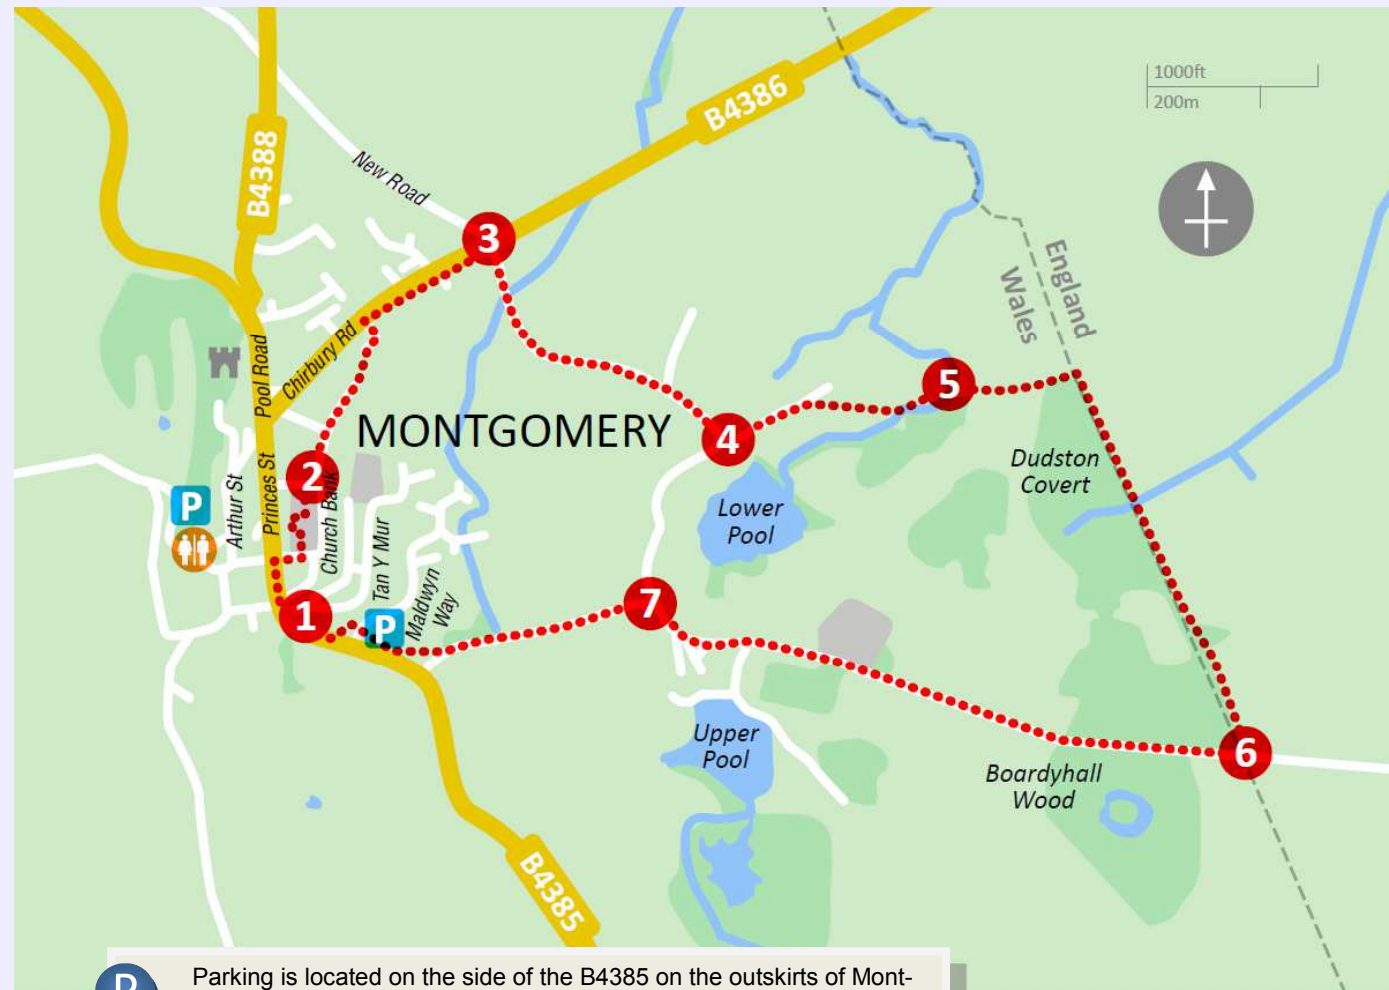 1000ft
200m
B4386
B4388
New Road
3
England
Wales
Pool Road
Chirbury Rd
5
MONTGOMERY
4
Dudston
Covert
2
Princes St
Arthur St
Church Bank
P
Lower
Pool
Tan Y Mur
Maldwyn
Way
1
P
7
Upper
Pool
6
Boardyhall
Wood
B4385
P
Parking is located on the side of the B4385 on the outskirts of Mont-